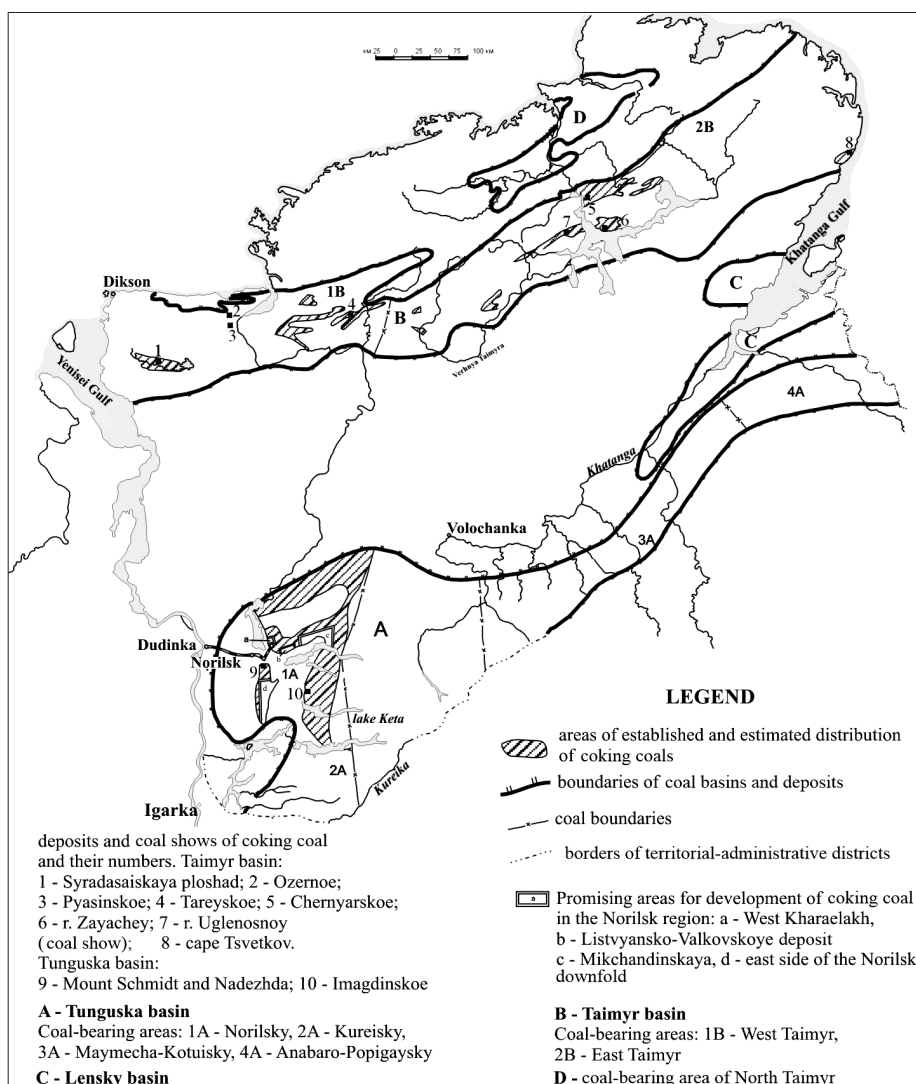 км 25 0 25 50 75 100 км
D
2B
8
5
7
6
Khatanga Gulf
Dikson
1B
C
2
4
3
B
1
C
Verhnya Taimyra
Yenisei Gulf
4A
Khatanga
Volochanka
3A
A
a
c
Dudinka
b
Norilsk
9
1A
d
10
lake Keta
2A
Kureika
Igarka
LEGEND
areas of established and estimated distribution
of coking coals
boundaries of coal basins and deposits
coal boundaries
borders of territorial-administrative districts
a
Promising areas for development of coking coal
in the Norilsk region: a - West Kharaelakh,
b - Listvyansko-Valkovskoye deposit
c - Mikchandinskaya, d - east side of the Norilsk
downfold
deposits and coal shows of coking coal
and their numbers. Taimyr basin:
1 - Syradasaiskaya ploshad; 2 - Ozernoe;
3 - Pyasinskoe; 4 - Tareyskoe; 5 - Chernyarskoe;
6 - r. Zayachey; 7 - r. Uglenosnoy
( coal show); 8 - cape Tsvetkov.
Tunguska basin:
9 - Mount Schmidt and Nadezhda; 10 - Imagdinskoe
A - Tunguska basin
Coal-bearing areas: 1A - Norilsky, 2A - Kureisky,
3A - Maymecha-Kotuisky, 4A - Anabaro-Popigaysky
C - Lensky basin
B - Taimyr basin
Coal-bearing areas: 1B - West Taimyr,
2B - East Taimyr
D - coal-bearing area of North Taimyr